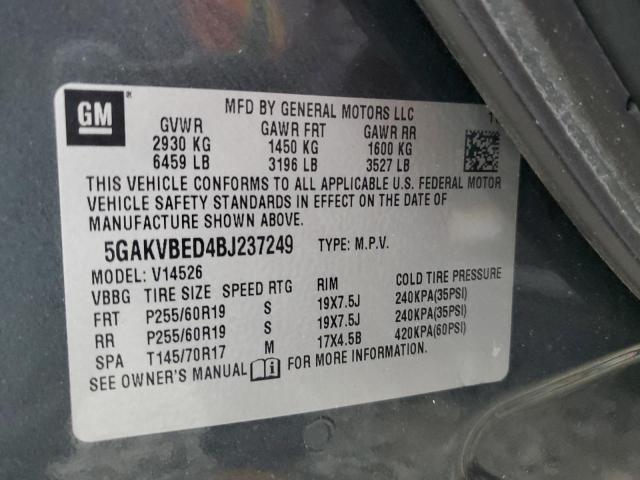 GM ®
MFD BY GENERAL MOTORS LLC
GVWR GAWR FRT GAWR RR
2930 KG 1450 KG 1600 KG
6459 LB 3196 LB 3527 LB
THIS VEHICLE CONFORMS TO ALL APPLICABLE U.S. FEDERAL MOTOR
VEHICLE SAFETY STANDARDS IN EFFECT ON THE DATE OF
MANUFACTURE SHOWN ABOVE.
5GAKVBED4BJ237249 TYPE: M.P.V.
MODEL: V14526
VBBG TIRE SIZE SPEED RTG RIM COLD TIRE PRESSURE
FRT P255/60R19 S 19X7.5J 240KPA(35PSI)
RR P255/60R19 S 19X7.5J 240KPA(35PSI)
SPA T145/70R17 M 17X4.5B 420KPA(60PSI)
SEE OWNER'S MANUAL FOR MORE INFORMATION.